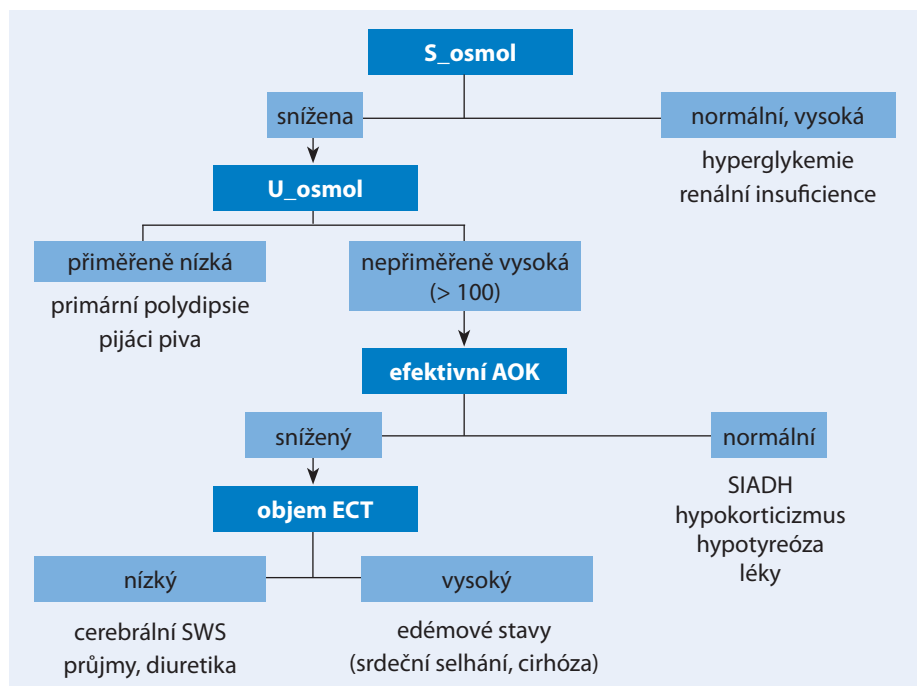 S_osmol
snížena
normální, vysoká
hyperglykemie
renální insuficience
U_osmol
přiměřeně nízká
primární polydipsie
pijáci piva
nepřiměřeně vysoká
(> 100)
efektivní AOK
snížený
normální
SIADH
hypokorticizmus
hypotyreóza
léky
objem ECT
nízký
cerebrální SWS
průjmy, diuretika
vysoký
edémové stavy
(srdeční selhání, cirhóza)